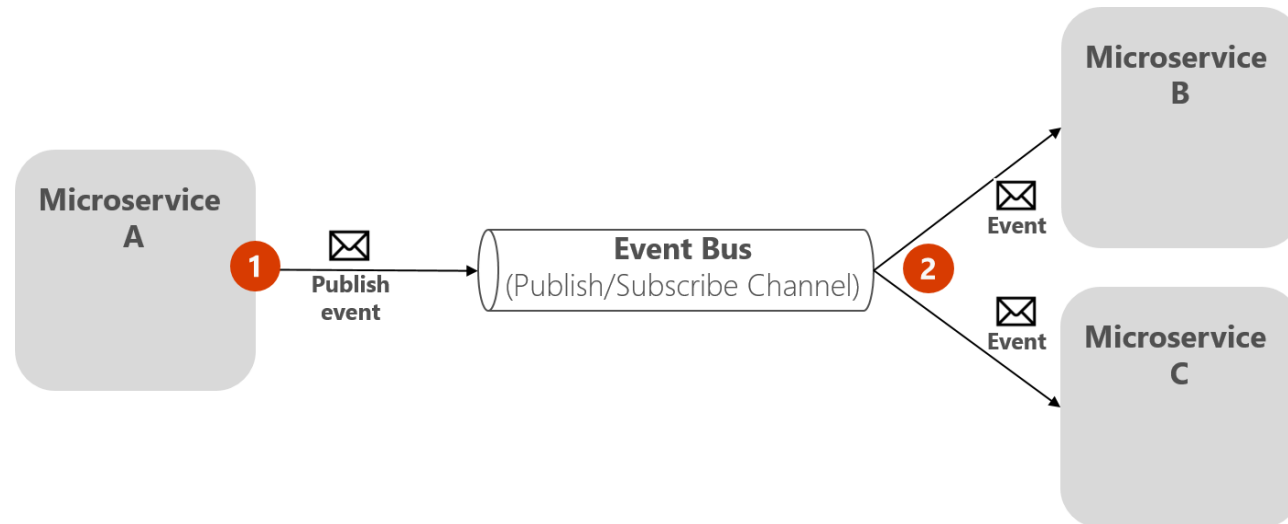 Microservice
A
1
Publish
event
Event Bus
(Publish/Subscribe Channel)
2
Event
Event
Microservice
B
Microservice
C